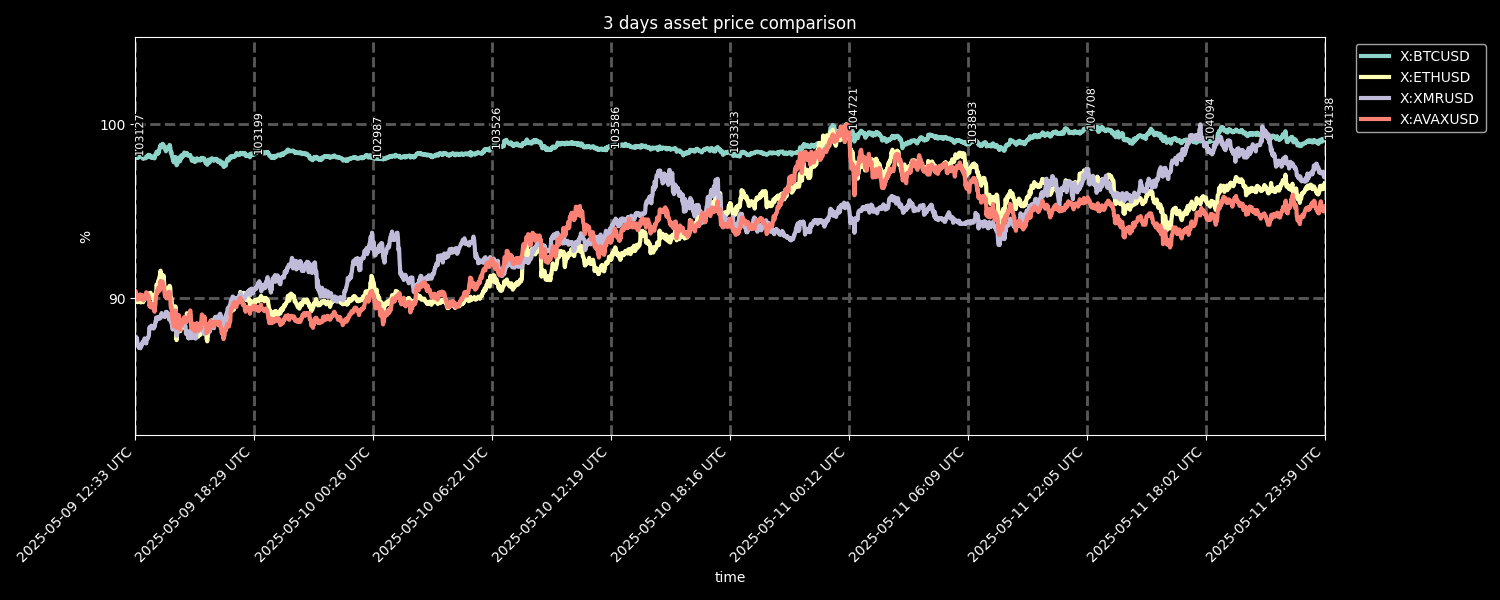 3 days asset price comparison
X:BTCUSD
X:ETHUSD
X:XMRUSD
X:AVAXUSD
%
100
90
103127
103199
102987
103526
103586
103313
104721
103893
104708
104094
104138
2025-05-09 12:33 UTC
2025-05-09 18:29 UTC
2025-05-10 00:26 UTC
2025-05-10 06:22 UTC
2025-05-10 12:19 UTC
2025-05-10 18:16 UTC
2025-05-11 00:12 UTC
2025-05-11 06:09 UTC
2025-05-11 12:05 UTC
2025-05-11 18:02 UTC
2025-05-11 23:59 UTC
time